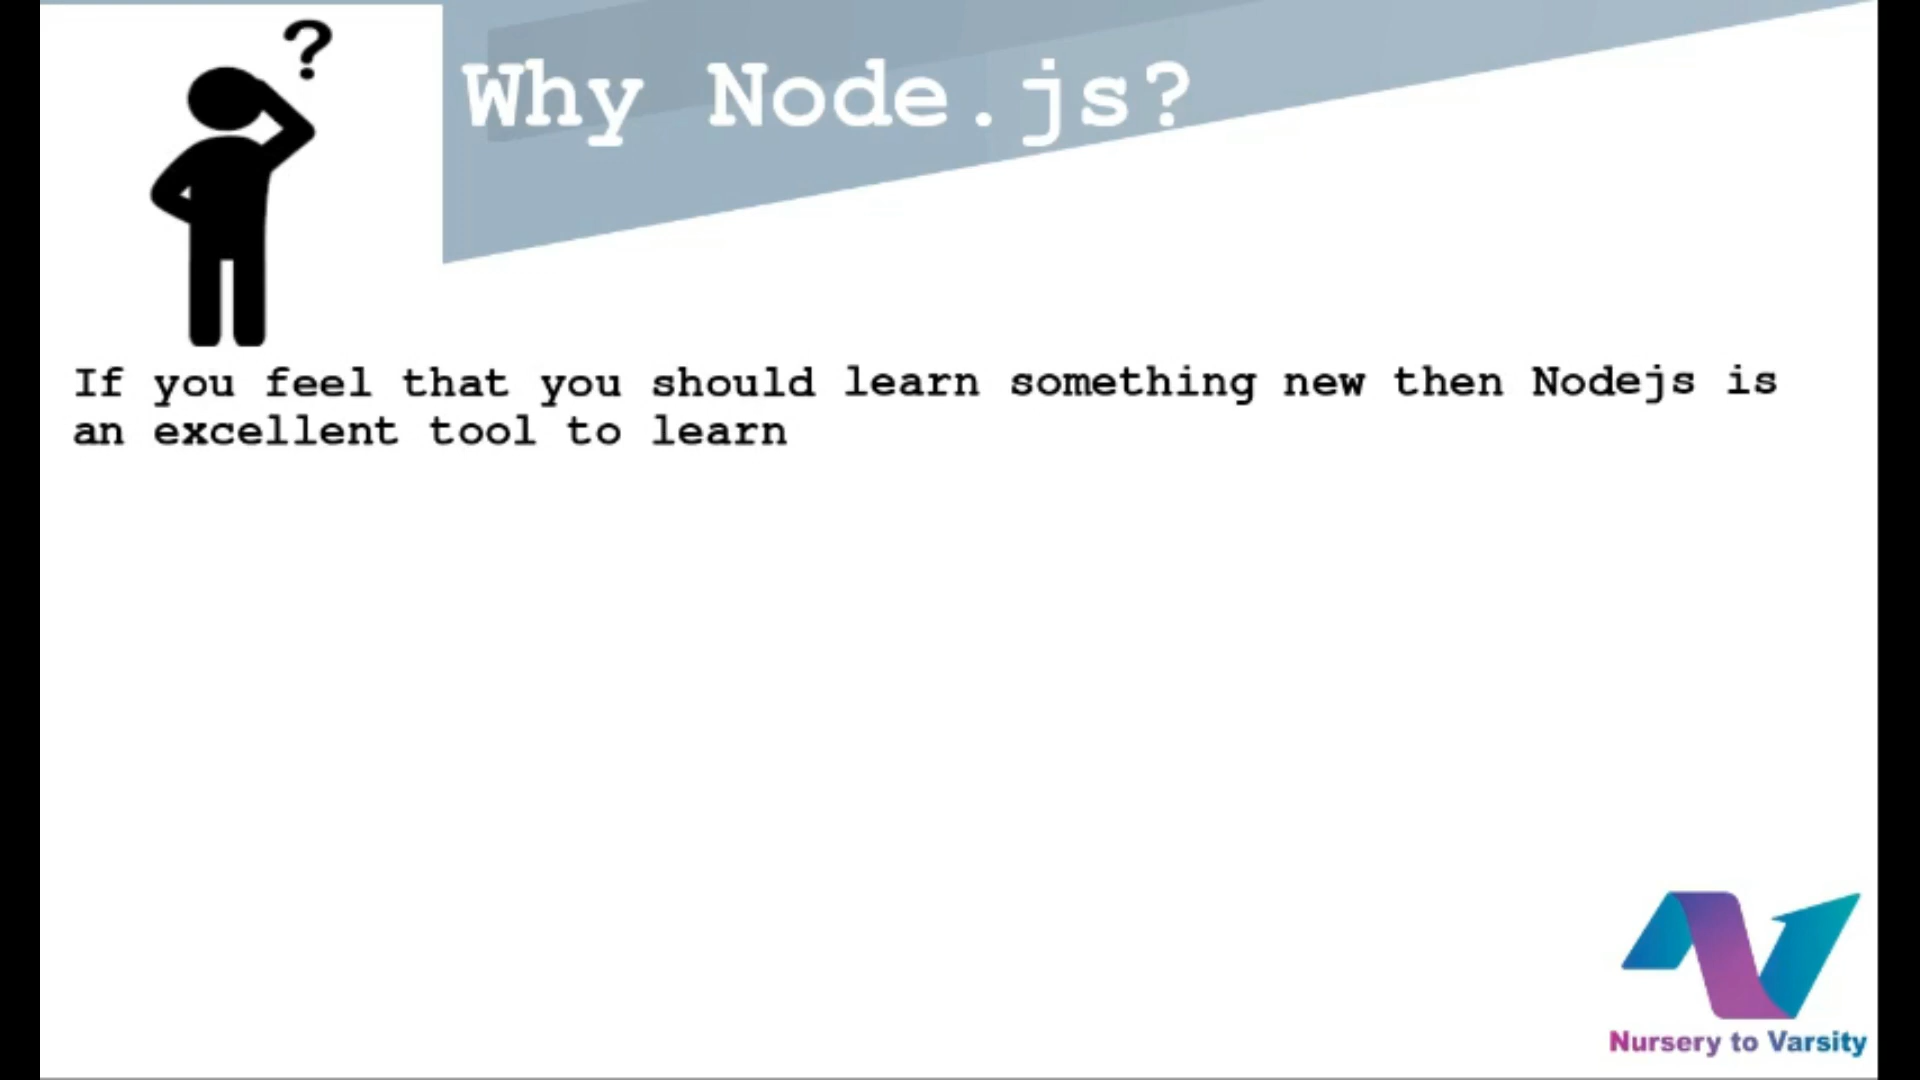 ?
Why Node.js?
If you feel that you should learn something new then Nodejs is
an excellent tool to learn
Nursery to Varsity